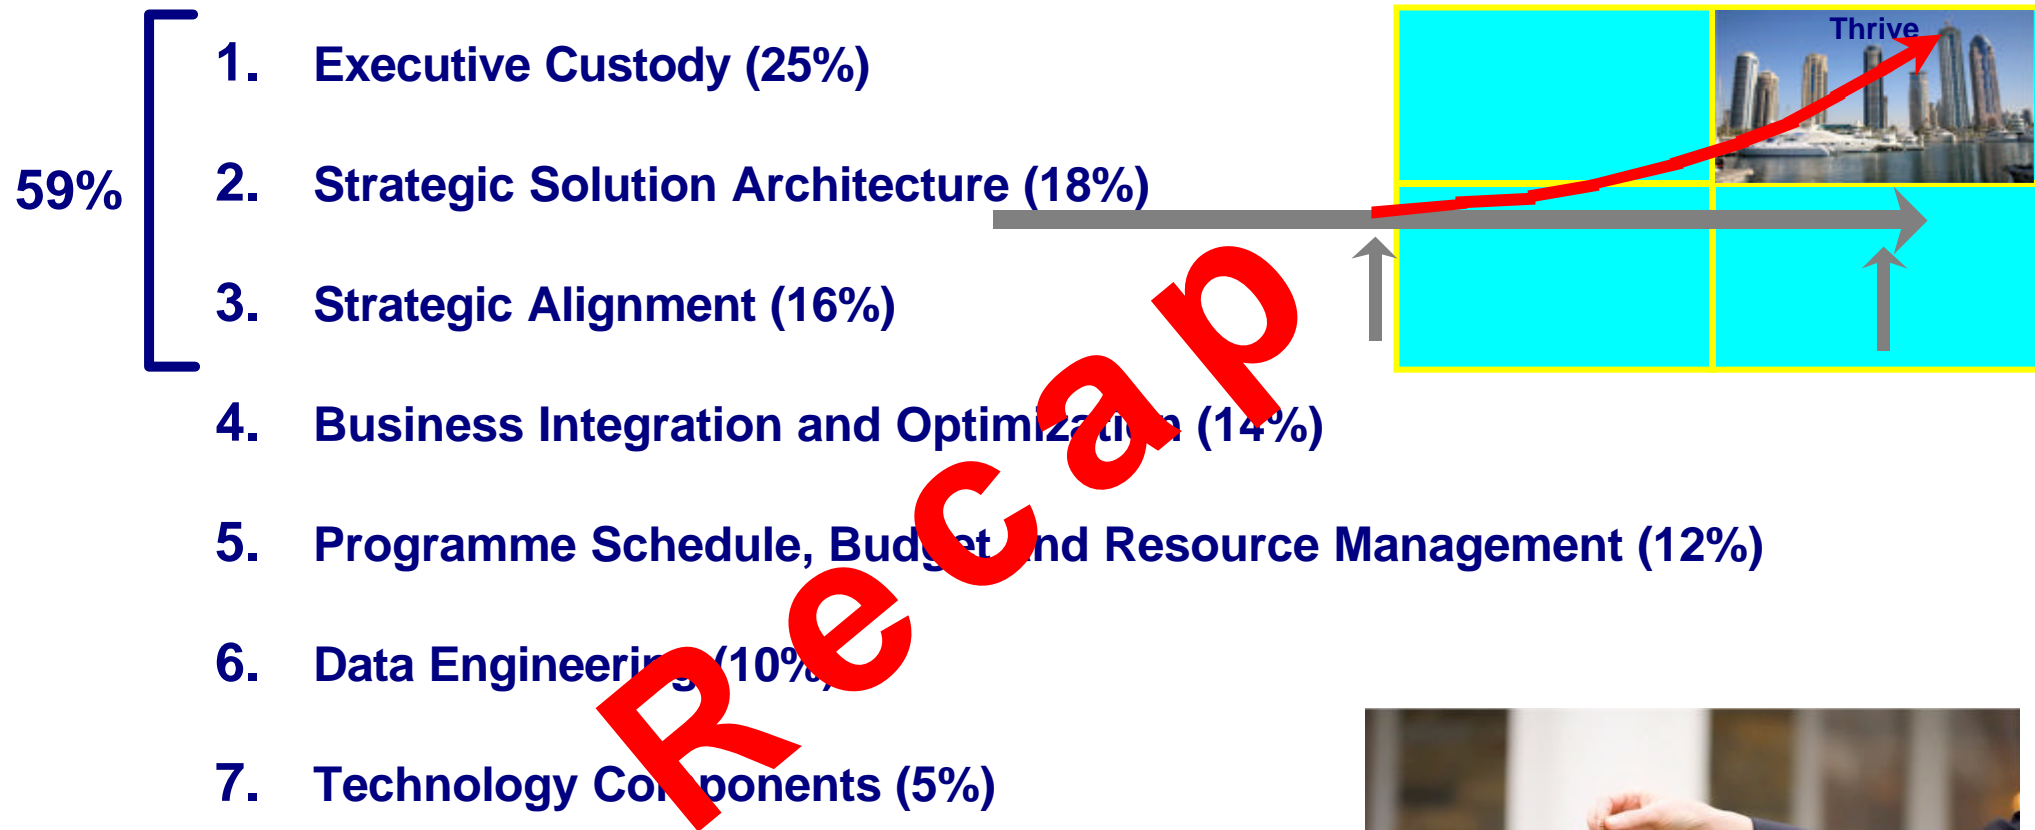 1. Executive Custody (25%)
Thrive
59%
2. Strategic Solution Architecture (18%)
3. Strategic Alignment (16%)
4. Business Integration and Optimization (14%)
5. Programme Schedule, Budget and Resource Management (12%)
6. Data Engineering (10%)
7. Technology Components (5%)
Recap